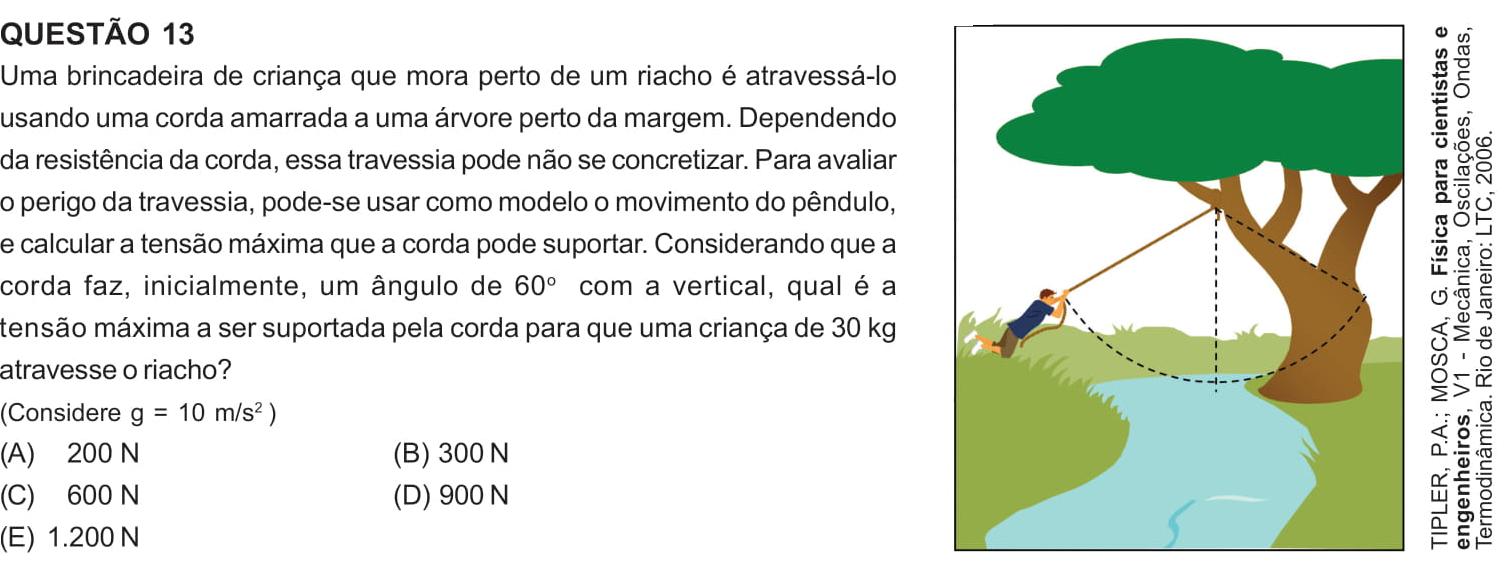 QUESTÃO 13
Uma brincadeira de criança que mora perto de um riacho é atravessá-lo
usando uma corda amarrada a uma árvore perto da margem. Dependendo
da resistência da corda, essa travessia pode não se concretizar. Para avaliar
o perigo da travessia, pode-se usar como modelo o movimento do pêndulo,
e calcular a tensão máxima que a corda pode suportar. Considerando que a
corda faz, inicialmente, um ângulo de 60º com a vertical, qual é a
tensão máxima a ser suportada pela corda para que uma criança de 30 kg
atravesse o riacho?
(Considere g = 10 m/s² )
(A) 200 N (B) 300 N
(C) 600 N (D) 900 N
(E) 1.200 N
TIPLER, P.A.; MOSCA, G. Física para cientistas e
engenheiros, V1 - Mecânica, Oscilações, Ondas,
Termodinâmica. Rio de Janeiro: LTC, 2006.